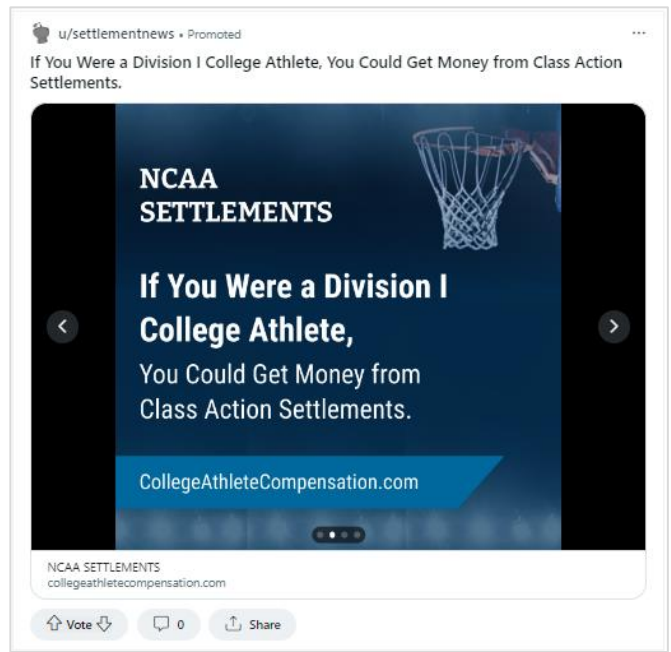 u/settlementnews • Promoted
If You Were a Division I College Athlete, You Could Get Money from Class Action
Settlements.
NCAA
SETTLEMENTS
If You Were a Division I
College Athlete,
You Could Get Money from
Class Action Settlements.
CollegeAthleteCompensation.com
NCAA SETTLEMENTS
collegeathletecompensation.com
Vote
0
Share